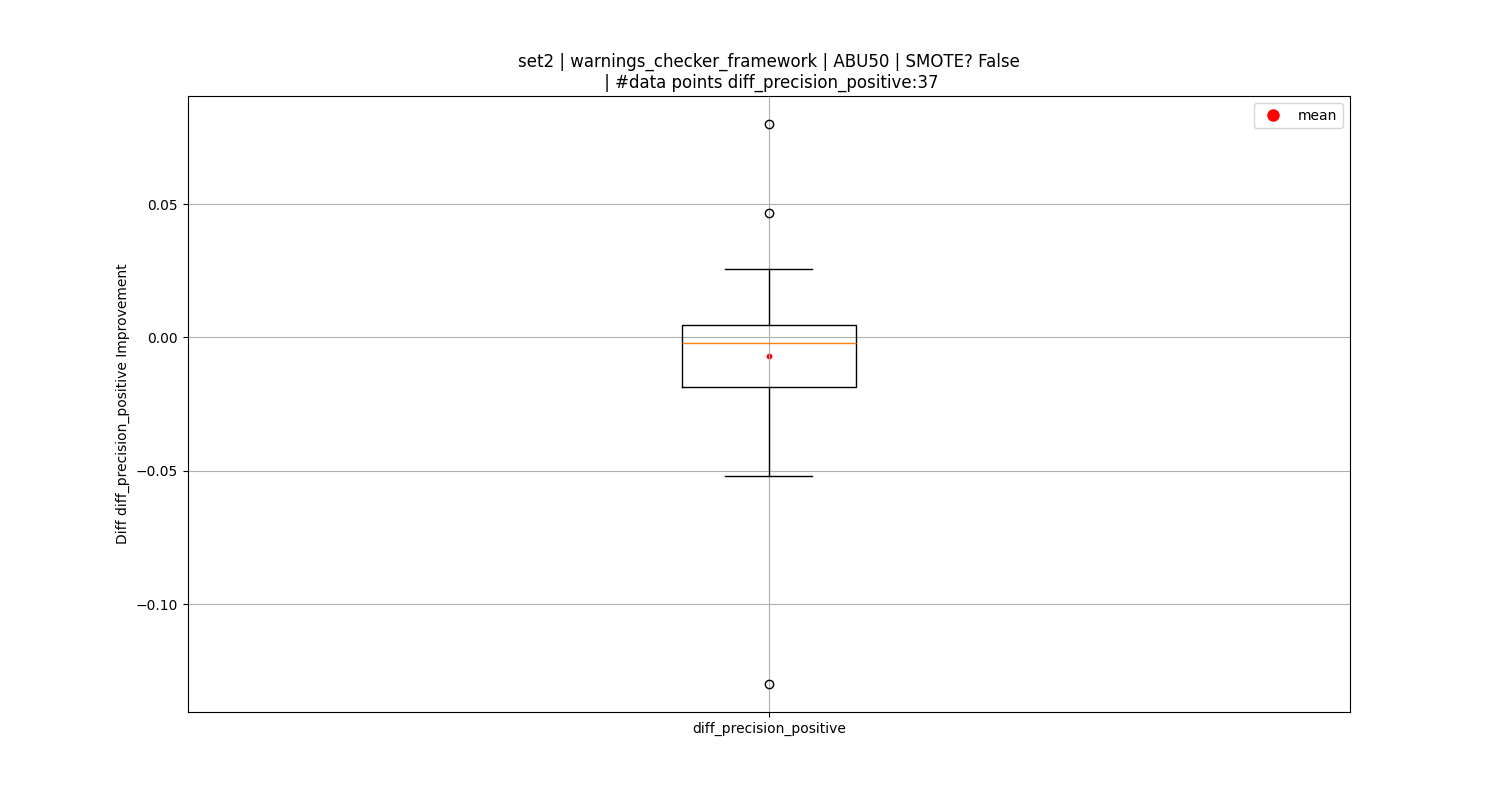 set2 | warnings_checker_framework | ABU50 | SMOTE? False
| #data points diff_precision_positive:37
mean
0.05
0.00
−0.05
−0.10
Diff diff_precision_positive Improvement
diff_precision_positive